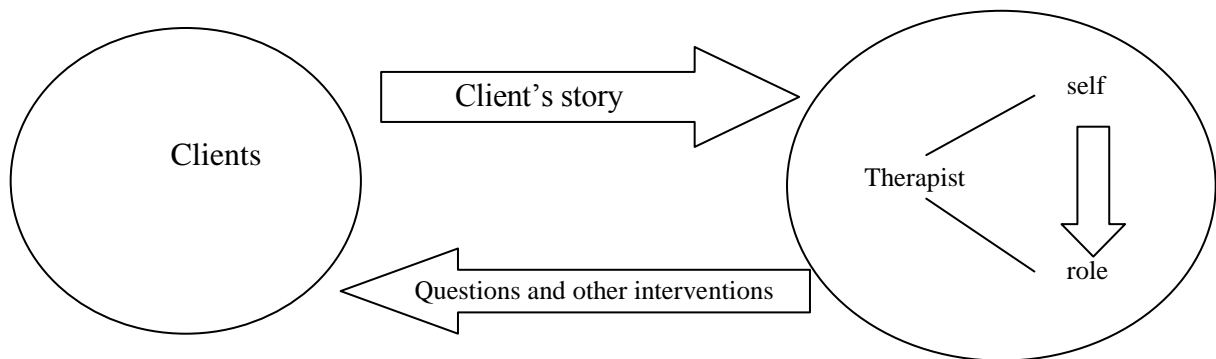 Clients
Client's story
self
Therapist
role
Questions and other interventions